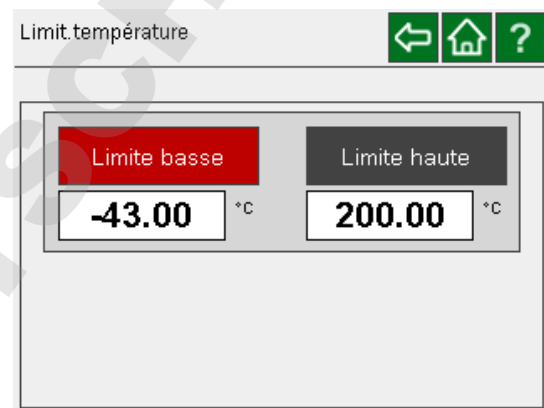 Limit.température
?
Limite basse
Limite haute
-43.00 °C
200.00 °C